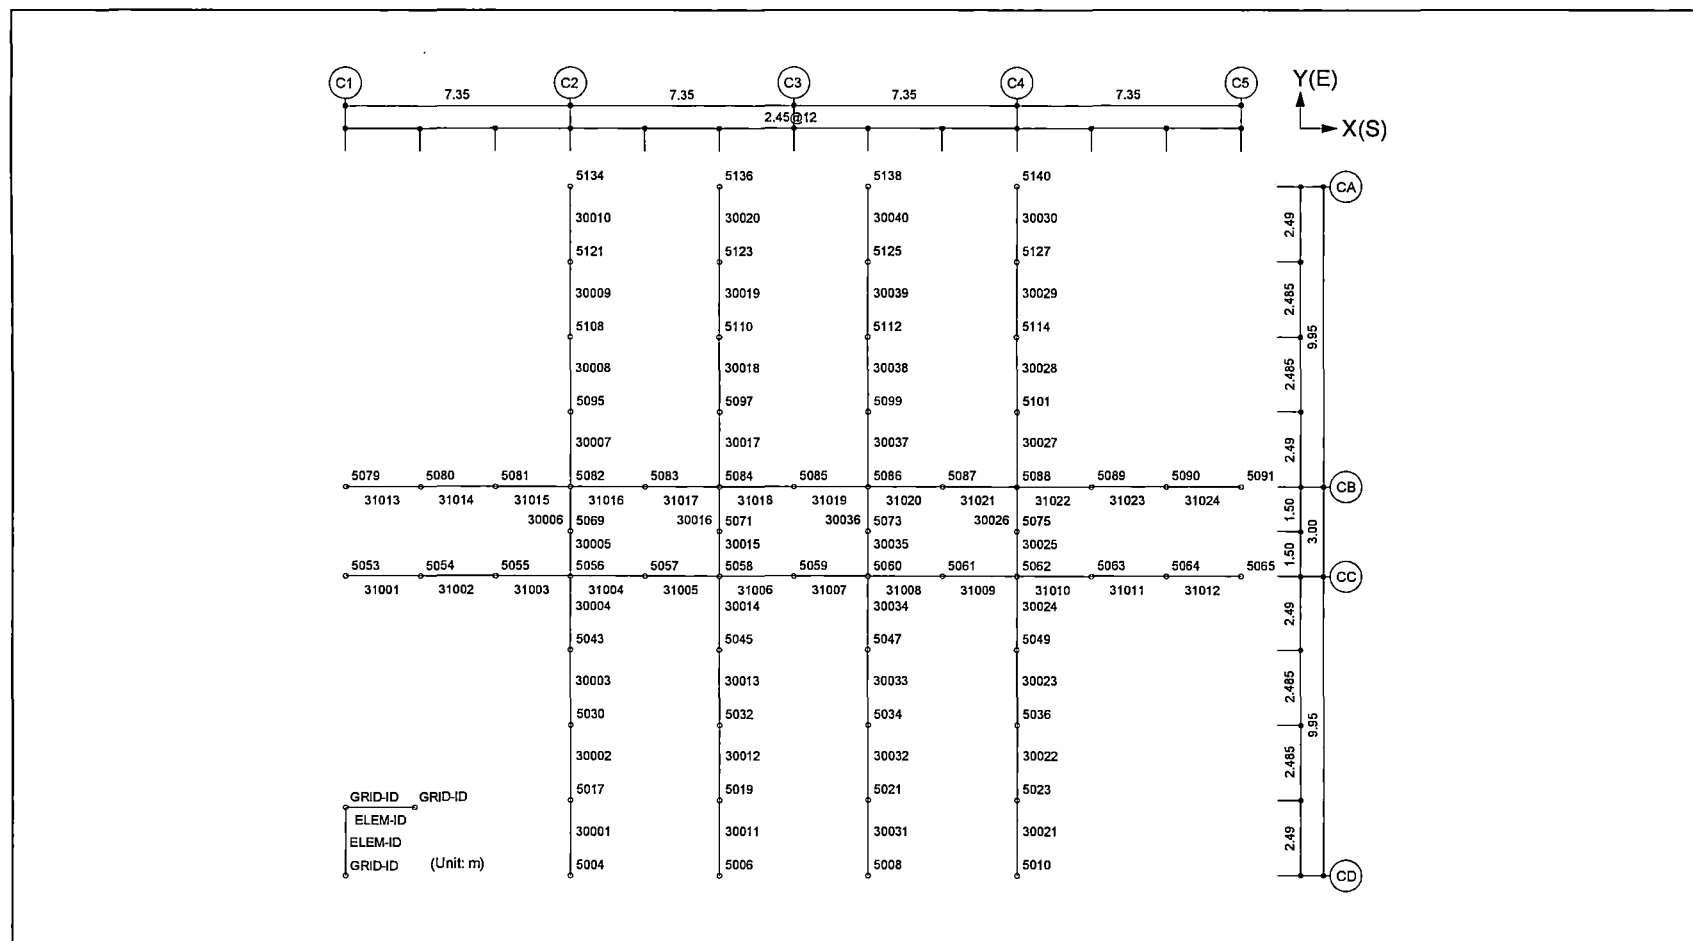 C1 C2 C3 C4 C5 Y(E)
7.35 7.35 7.35 7.35
2.45@12 X(S)
5134 5136 5138 5140 CA
30010 30020 30040 30030 2.49
5121 5123 5125 5127
30009 30019 30039 30029 2.485
5108 5110 5112 5114 9.95
30008 30018 30038 30028 2.485
5095 5097 5099 5101
30007 30017 30037 30027 2.49
5079 5080 5081 5082 5083 5084 5085 5086 5087 5088 5089 5090 5091 CB
31013 31014 31015 31016 31017 31018 31019 31020 31021 31022 31023 31024 1.50
30006 5069 30016 5071 30036 5073 30026 5075 3.00
30005 30015 30035 30025 1.50
5053 5054 5055 5056 5057 5058 5059 5060 5061 5062 5063 5064 5065 CC
31001 31002 31003 31004 31005 31006 31007 31008 31009 31010 31011 31012
30004 30014 30034 30024 2.49
5043 5045 5047 5049
30003 30013 30033 30023 2.485
5030 5032 5034 5036 9.95
30002 30012 30032 30022 2.485
5017 5019 5021 5023
GRID-ID GRID-ID
ELEM-ID
30001 30011 30031 30021 2.49
ELEM-ID
GRID-ID (Unit: m)
5004 5006 5008 5010 CD